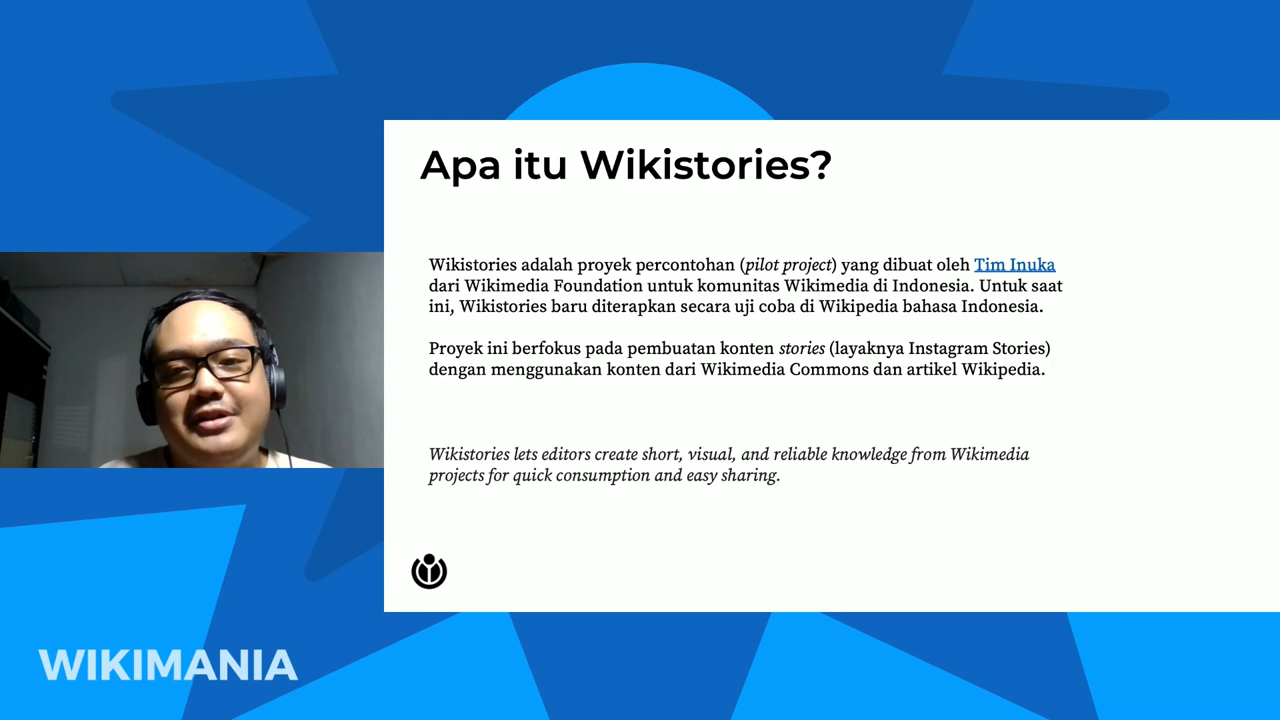 Apa itu Wikistories?
Wikistories adalah proyek percontohan (pilot project) yang dibuat oleh Tim Inuka
dari Wikimedia Foundation untuk komunitas Wikimedia di Indonesia. Untuk saat
ini, Wikistories baru diterapkan secara uji coba di Wikipedia bahasa Indonesia.
Proyek ini berfokus pada pembuatan konten stories (layaknya Instagram Stories)
dengan menggunakan konten dari Wikimedia Commons dan artikel Wikipedia.
Wikistories lets editors create short, visual, and reliable knowledge from Wikimedia
projects for quick consumption and easy sharing.
WIKIMANIA